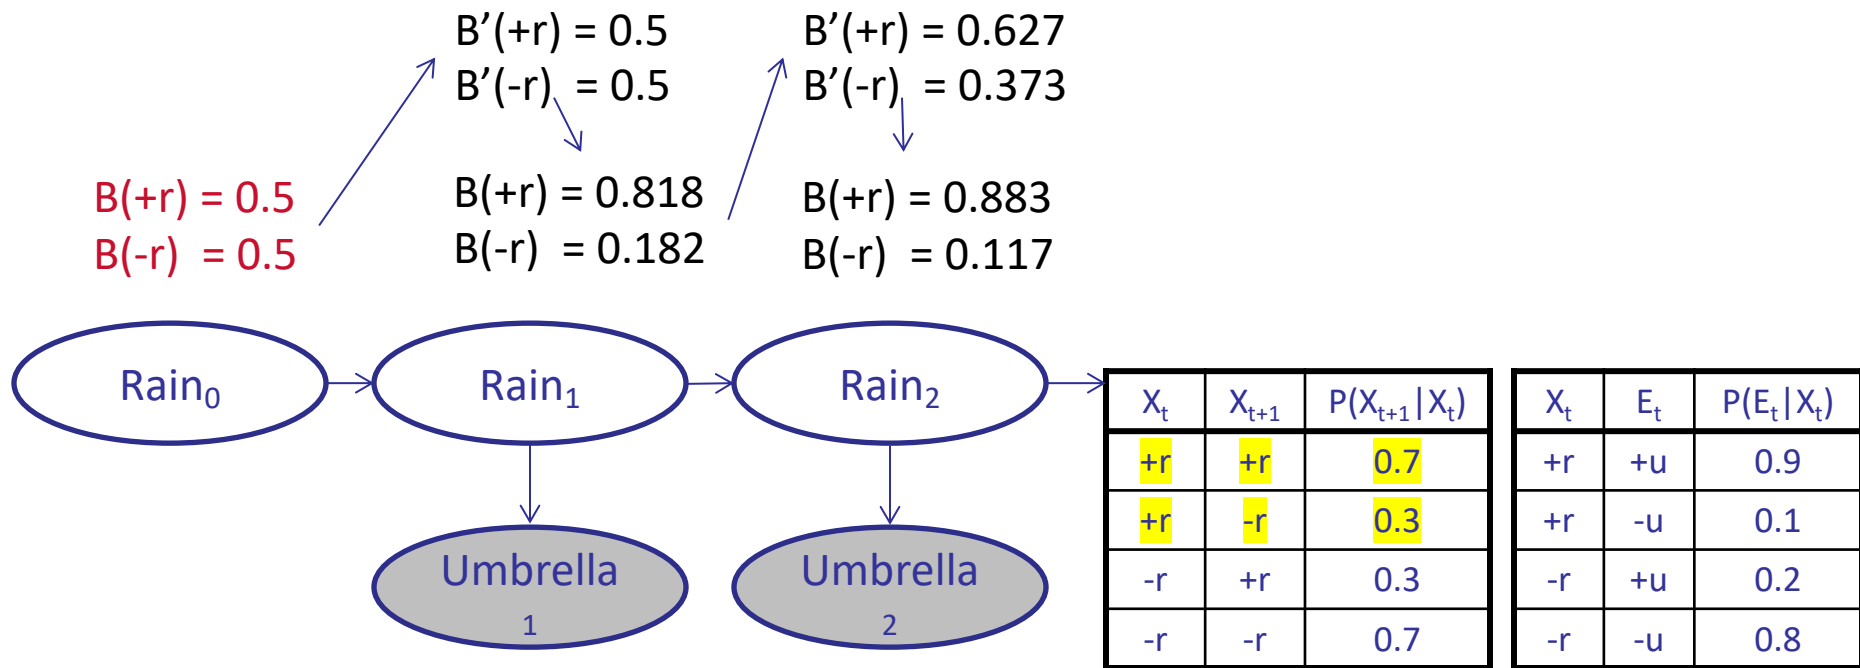 B’(+r) = 0.5
B’(-r) = 0.5
B’(+r) = 0.627
B’(-r) = 0.373
B(+r) = 0.5
B(-r) = 0.5
B(+r) = 0.818
B(-r) = 0.182
B(+r) = 0.883
B(-r) = 0.117
Rain0
Rain1
Rain2
Umbrella
1
Umbrella
2
Xt Xt+1 P(Xt+1|Xt)
+r +r 0.7
+r -r 0.3
-r +r 0.3
-r -r 0.7
Xt Et P(Et|Xt)
+r +u 0.9
+r -u 0.1
-r +u 0.2
-r -u 0.8